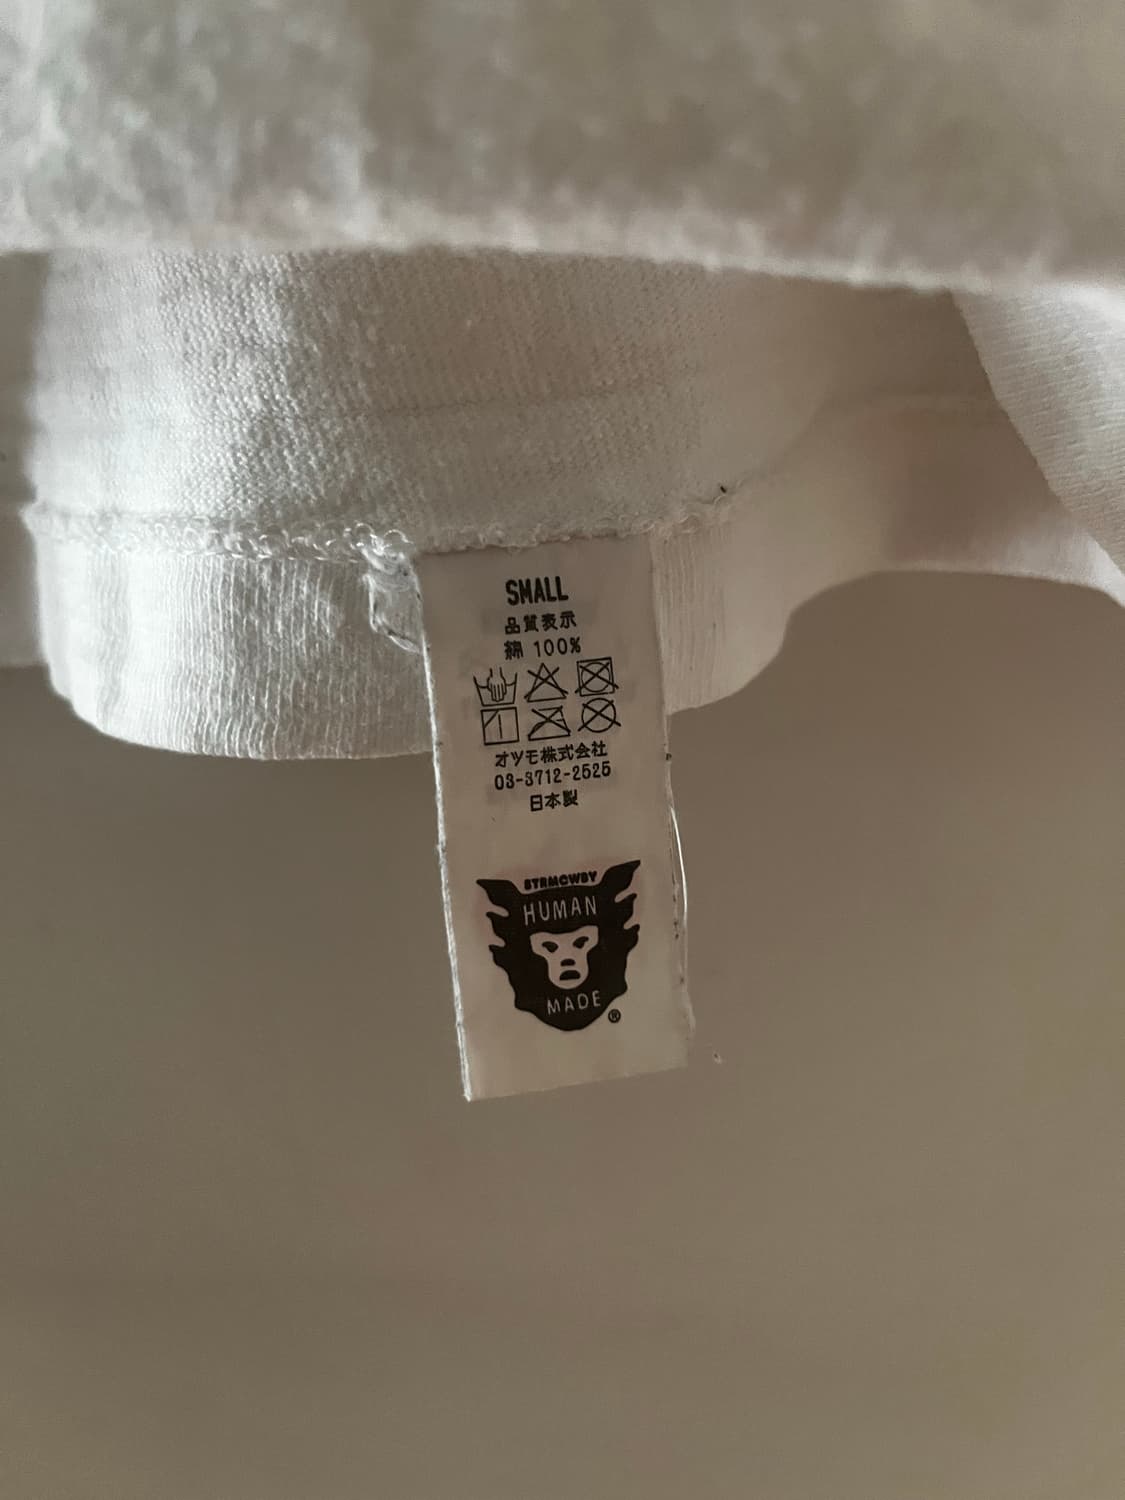 SMALL
品質表示
綿 100%
オツモ株式会社
03-3712-2525
日本製
STRMCWBY
HUMAN
MADE
®